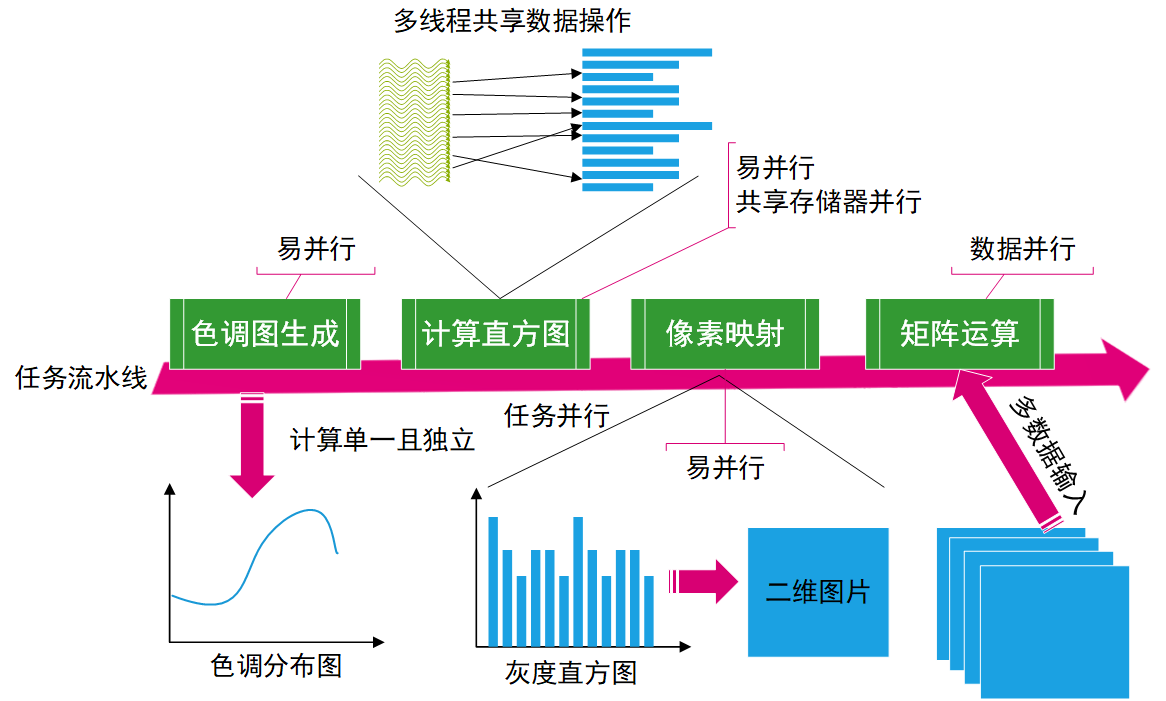 多线程共享数据操作
易并行
共享存储器并行
易并行
数据并行
色调图生成
计算直方图
像素映射
矩阵运算
任务流水线
任务并行
计算单一且独立
易并行
多数据输入
二维图片
色调分布图
灰度直方图